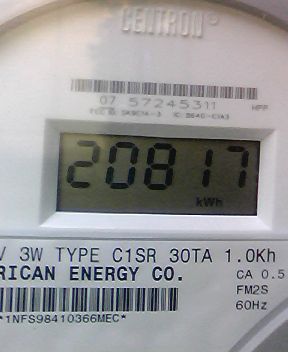 CENTRON®
07 57245311 HPP
20817
kWh
V 3W TYPE C1SR 30TA 1.0Kh
RICAN ENERGY CO.
CA 0.5
FM2S
60Hz
*1NFS98410366MEC*